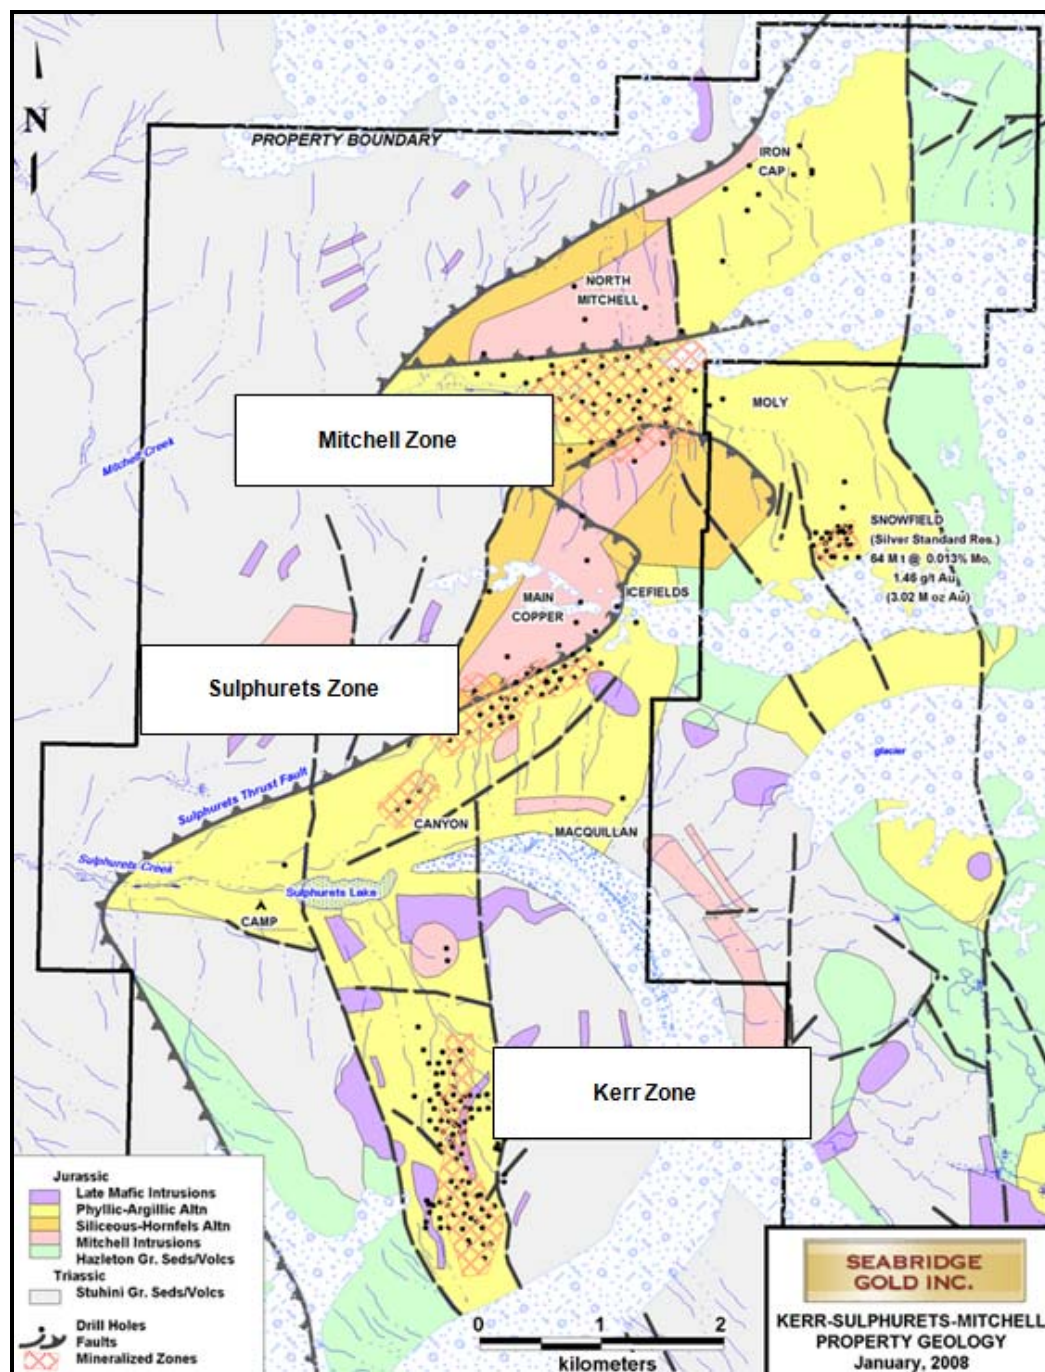 N
PROPERTY BOUNDARY
IRON
CAP
NORTH
MITCHELL
Mitchell Zone
MOLY
Mitchell Creek
SNOWFIELD
(Silver Standard Res.)
64 M t @ 0.013% Mo,
1.46 g/t Au
(3.02 M oz Au)
MAIN
COPPER
ICEFIELDS
Sulphurets Zone
glacier
Sulphurets Thrust Fault
CANYON
MACQUILLAN
Sulphurets Creek
Sulphurets Lake
CAMP
Kerr Zone
Jurassic
Late Mafic Intrusions
Phyllic-Argillic Altn
Siliceous-Hornfels Altn
Mitchell Intrusions
Hazleton Gr. Seds/Volcs
Triassic
Stuhini Gr. Seds/Volcs
Drill Holes
Faults
Mineralized Zones
0 1 2
kilometers
SEABRIDGE
GOLD INC.
KERR-SULPHURETS-MITCHELL
PROPERTY GEOLOGY
January, 2008